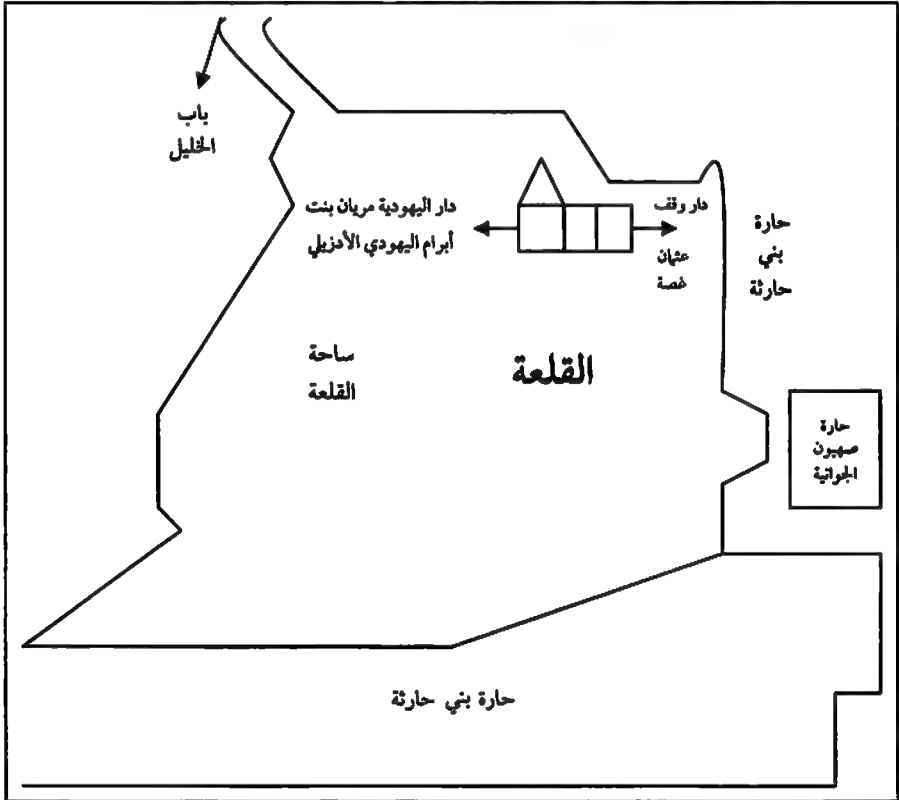 باب
الخليل
دار وقف
عثمان
غصة
دار اليهودية مريان بنت
أبرام اليهودي الأدزيلي
حارة
بني
حارثة
القلعة
ساحة
القلعة
حارة
صهيون
الجوانية
حارة بني حارثة